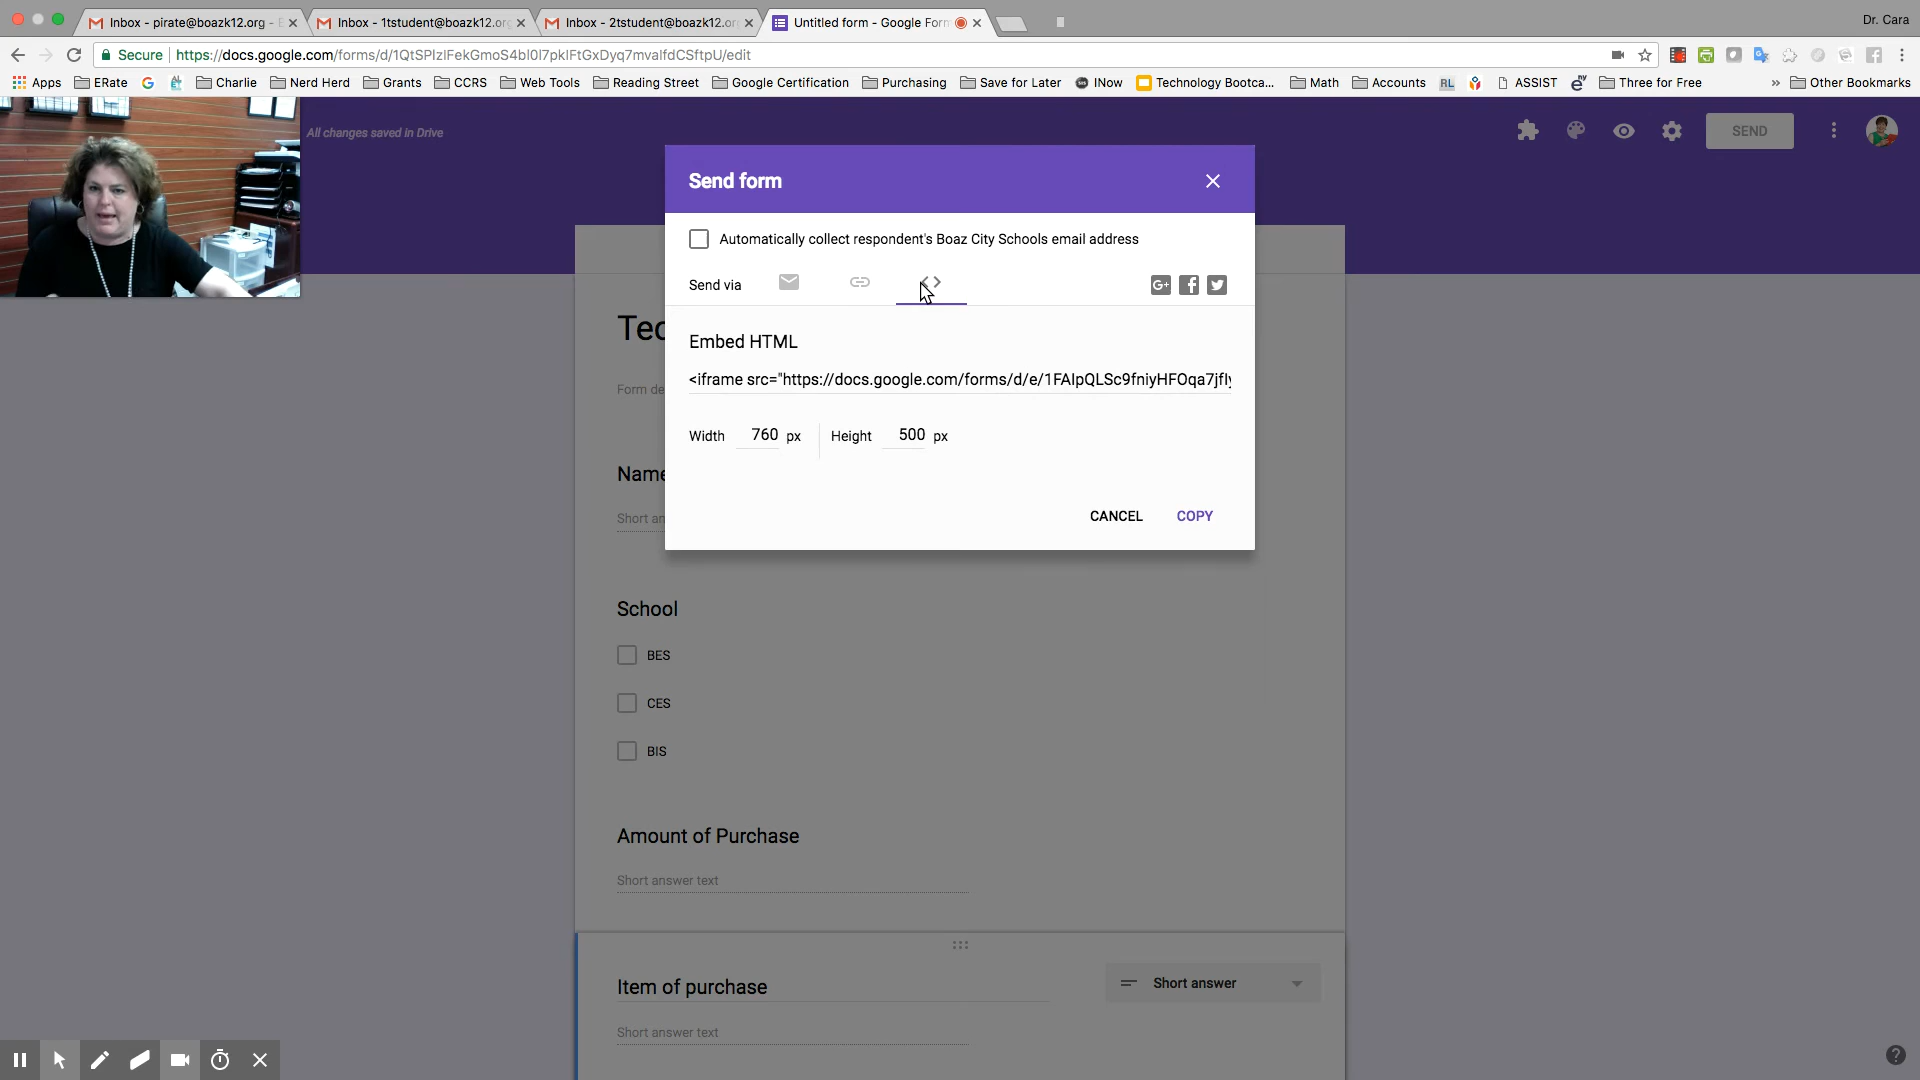 Inbox - pirate@boazk12.org -
Inbox - 1tstudent@boazk12.org
Inbox - 2tstudent@boazk12.org
Untitled form - Google Form
Dr. Cara
Secure
https://docs.google.com/forms/d/1QtSPIzIFekGmoS4bl0I7pkIFtGxDyq7mvalfdCSftpU/edit
Apps
ERate
Charlie
Nerd Herd
Grants
CCRS
Web Tools
Reading Street
Google Certification
Purchasing
Save for Later
INow
Technology Bootca...
Math
Accounts
RL
ASSIST
Three for Free
» Other Bookmarks
All changes saved in Drive
SEND
Send form
Automatically collect respondent's Boaz City Schools email address
Send via
G+
Embed HTML
<iframe src="https://docs.google.com/forms/d/e/1FAIpQLSc9fniyHFOqa7jfIy
Width 760 px Height 500 px
CANCEL COPY
Tec
Form de
Name
Short an
School
BES
CES
BIS
Amount of Purchase
Short answer text
Item of purchase
Short answer
Short answer text